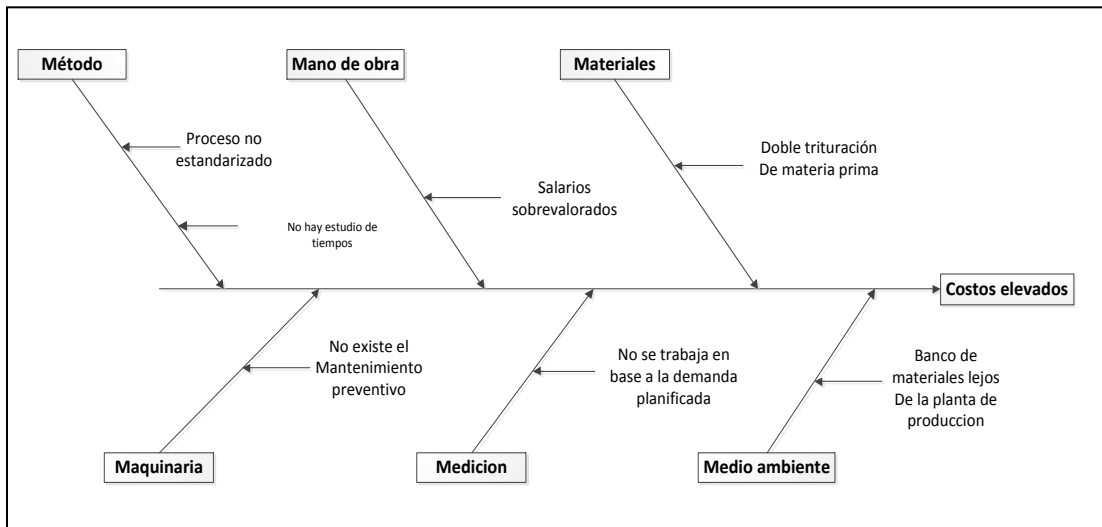 Método
Mano de obra
Materiales
Proceso no
estandarizado
No hay estudio de
tiempos
Salarios
sobrevalorados
Doble trituración
De materia prima
Costos elevados
No existe el
Mantenimiento
preventivo
No se trabaja en
base a la demanda
planificada
Banco de
materiales lejos
De la planta de
produccion
Maquinaria
Medicion
Medio ambiente